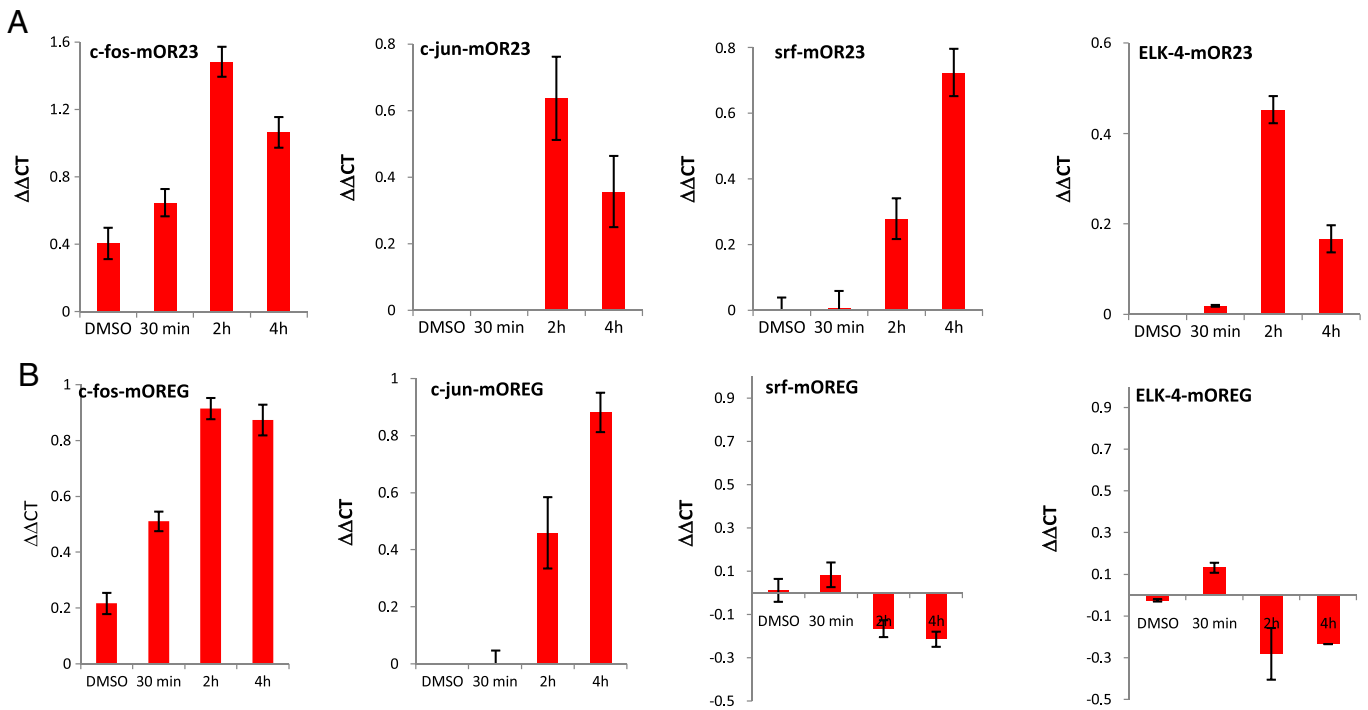 A
c-fos-mOR23
ΔΔCT
1.6
1.2
0.8
0.4
0
DMSO 30 min 2h 4h
c-jun-mOR23
ΔΔCT
0.8
0.6
0.4
0.2
0
DMSO 30 min 2h 4h
srf-mOR23
ΔΔCT
0.8
0.6
0.4
0.2
0
DMSO 30 min 2h 4h
ELK-4-mOR23
ΔΔCT
0.6
0.4
0.2
0
DMSO 30 min 2h 4h
B
c-fos-mOREG
ΔΔCT
1
0.8
0.6
0.4
0.2
0
DMSO 30 min 2h 4h
c-jun-mOREG
ΔΔCT
1
0.8
0.6
0.4
0.2
0
DMSO 30 min 2h 4h
srf-mOREG
ΔΔCT
0.9
0.7
0.5
0.3
0.1
-0.1
-0.3
-0.5
DMSO 30 min 2h 4h
ELK-4-mOREG
ΔΔCT
0.9
0.7
0.5
0.3
0.1
-0.1
-0.3
-0.5
DMSO 30 min 2h 4h